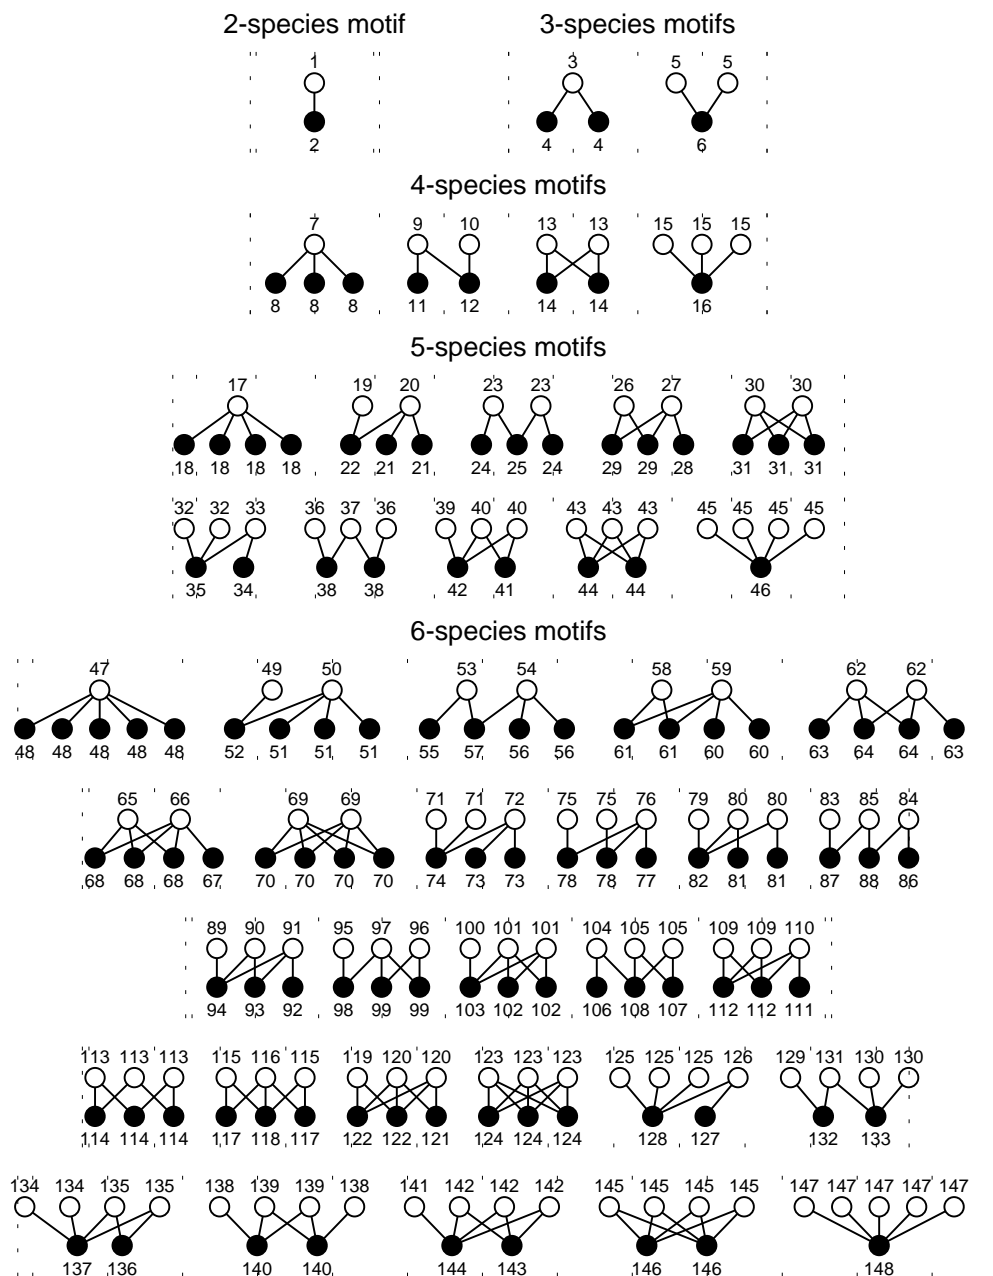 2-species motif 3-species motifs
1 3 5 5
2 4 4 6
4-species motifs
7 9 10 13 13 15 15 15
8 8 8 11 12 14 14 16
5-species motifs
17 19 20 23 23 26 27 30 30
18 18 18 18 22 21 21 24 25 24 29 29 28 31 31 31
32 32 33 36 37 36 39 40 40 43 43 43 45 45 45 45
35 34 38 38 42 41 44 44 46
6-species motifs
47 49 50 53 54 58 59 62 62
48 48 48 48 48 52 51 51 51 55 57 56 56 61 61 60 60 63 64 64 63
65 66 69 69 71 71 72 75 75 76 79 80 80 83 85 84
68 68 68 67 70 70 70 70 74 73 73 78 78 77 82 81 81 87 88 86
89 90 91 95 97 96 100 101 101 104 105 105 109 109 110
94 93 92 98 99 99 103 102 102 106 108 107 112 112 111
113 113 113 115 116 115 119 120 120 123 123 123 125 125 125 126 129 131 130 130
114 114 114 117 118 117 122 122 121 124 124 124 128 127 132 133
134 134 135 135 138 139 139 138 141 142 142 142 145 145 145 145 147 147 147 147 147
137 136 140 140 144 143 146 146 148